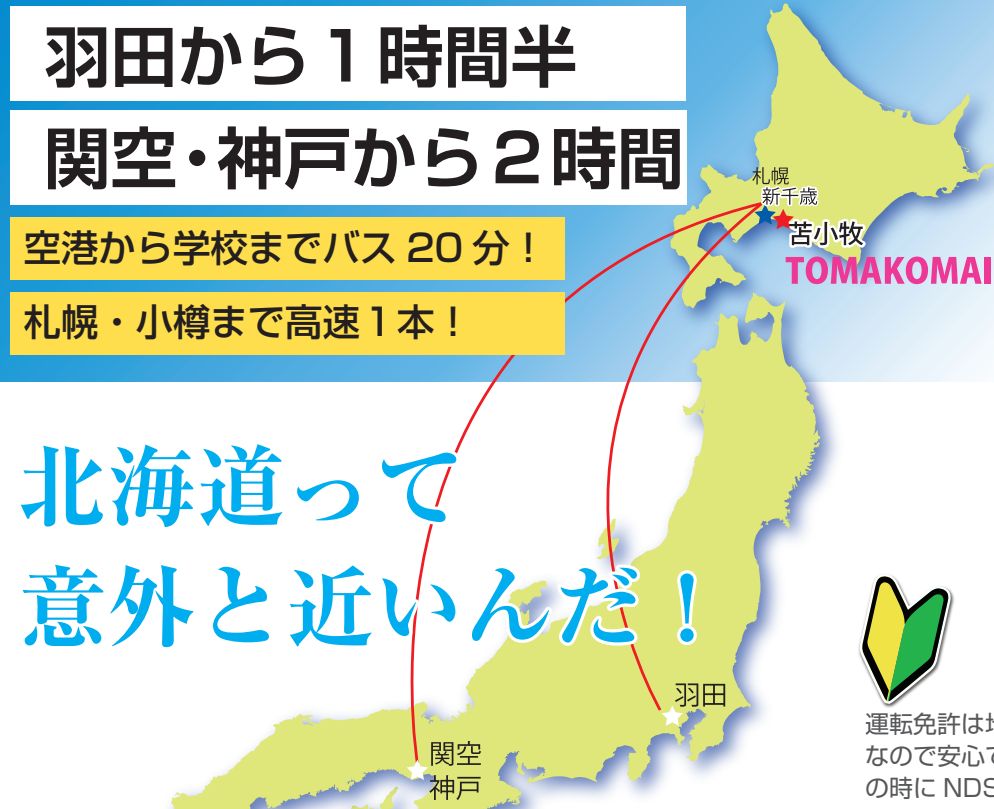 羽田から1時間半
関空・神戸から2時間
空港から学校までバス 20 分！
札幌・小樽まで高速1本！
札幌
新千歳
苫小牧
TOMAKOMAI
北海道って
意外と近いんだ！
羽田
関空
神戸
運転免許は
なので安心
の時に NDS